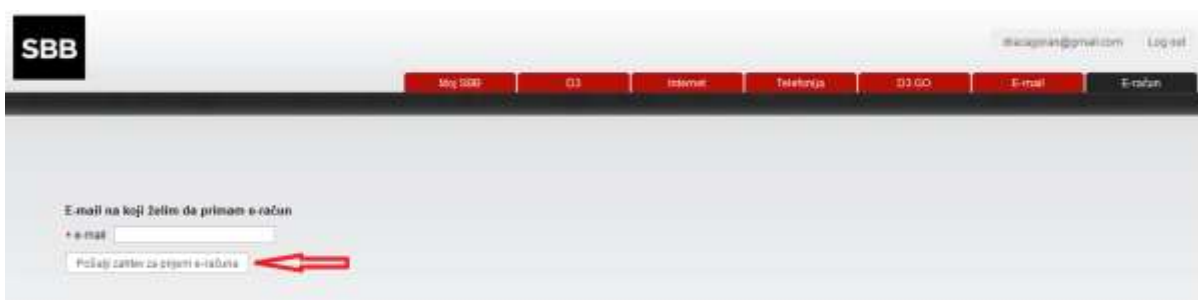 SBB
Log out
Moj SBB
D3
Internet
Telefonija
D3 GO
E-mail
E-račun
E-mail na koji želim da primam e-račun
* e-mail
Pošalji zahtev za prijem e-računa